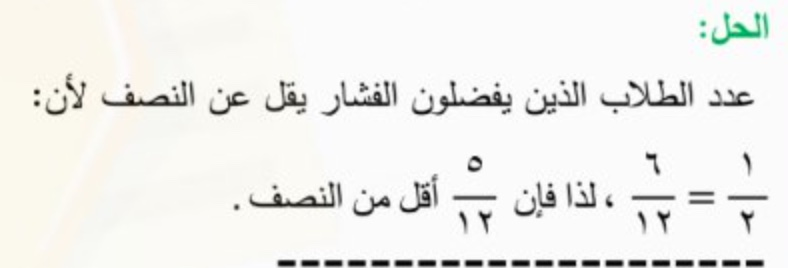 الحل:
عدد الطلاب الذين يفضلون الفشار يقل عن النصف لأن:
١/٢ = ٦/١٢ ، لذا فإن ٥/١٢ أقل من النصف .